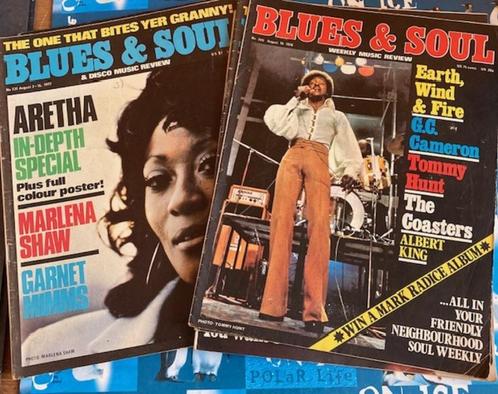 THE ONE THAT BITES YER GRANNY!
BLUES & SOUL
& DISCO MUSIC REVIEW
ARETHA
IN-DEPTH
SPECIAL
Plus full
colour poster!
MARLENA
SHAW
GARNET
MIMMS
PHOTO: MARLENA SHAW
BLUES & SOUL
WEEKLY MUSIC REVIEW
Earth,
Wind
& Fire
G.C.
Cameron
Tommy
Hunt
The
Coasters
ALBERT
KING
WIN A MARK RADICE ALBUM
...ALL IN
YOUR
FRIENDLY
NEIGHBOURHOOD
SOUL WEEKLY
PHOTO: TOMMY HUNT
POLAR Life
ON ICE